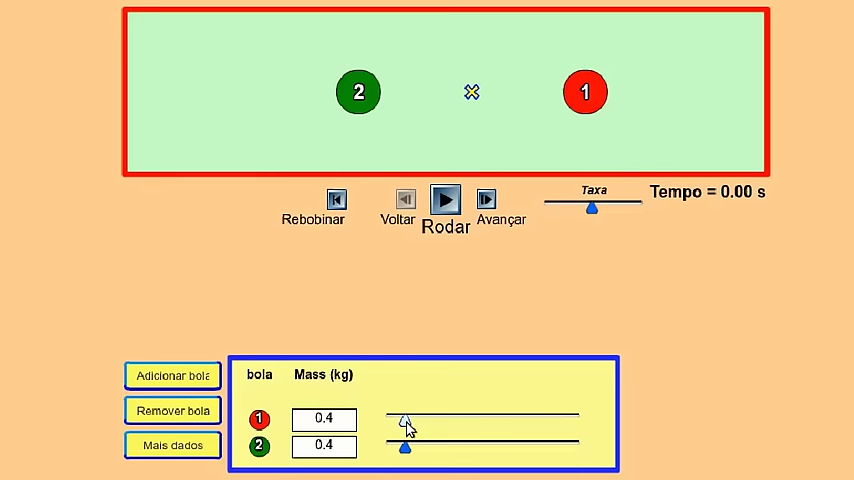 2 1
Taxa
Tempo = 0.00 s
Rebobinar
Voltar
Rodar
Avançar
Adicionar bola
Remover bola
Mais dados
bola Mass (kg)
1 0.4
2 0.4